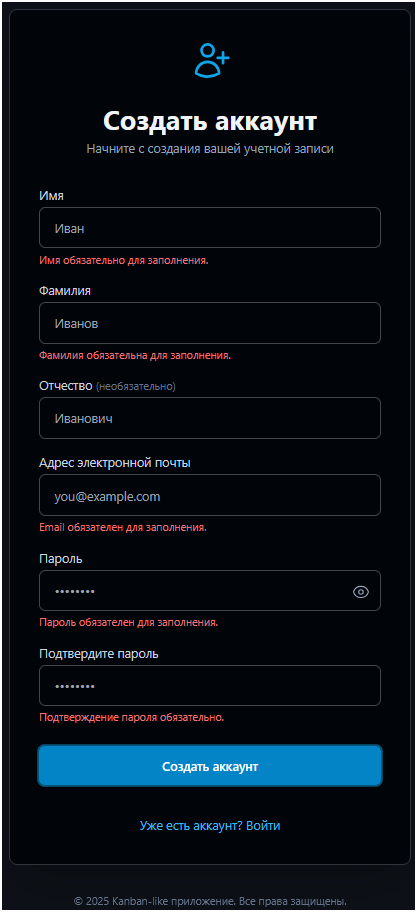 Создать аккаунт
Начните с создания вашей учетной записи
Имя
Иван
Имя обязательно для заполнения.
Фамилия
Иванов
Фамилия обязательна для заполнения.
Отчество (необязательно)
Иванович
Адрес электронной почты
you@example.com
Email обязателен для заполнения.
Пароль
••••••••
Пароль обязателен для заполнения.
Подтвердите пароль
••••••••
Подтверждение пароля обязательно.
Создать аккаунт
Уже есть аккаунт? Войти
© 2025 Kanban-like приложение. Все права защищены.